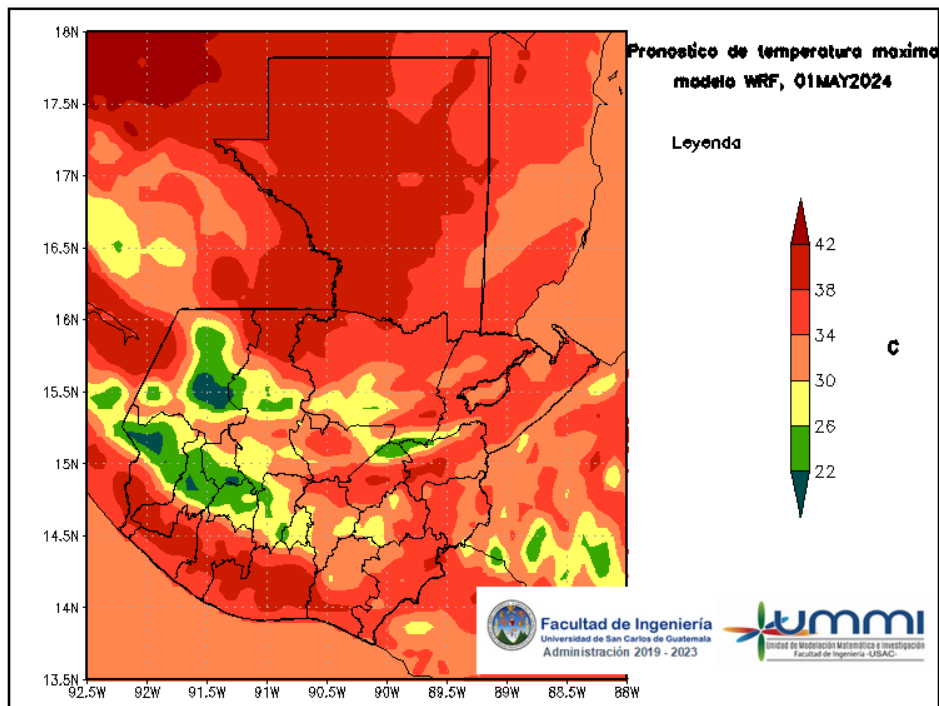 Pronostico de temperatura maxima
modelo WRF, 01MAY2024
Leyenda
18N
17.5N
17N
16.5N
16N
15.5N
15N
14.5N
14N
13.5N
92.5W
92W
91.5W
91W
90.5W
90W
89.5W
89W
88.5W
88W
42
38
34
30
26
22
C
Facultad de Ingeniería
Universidad de San Carlos de Guatemala
Administración 2019 - 2023
ummi
Unidad de Modelación Matemática e Investigación
Facultad de Ingeniería -USAC-